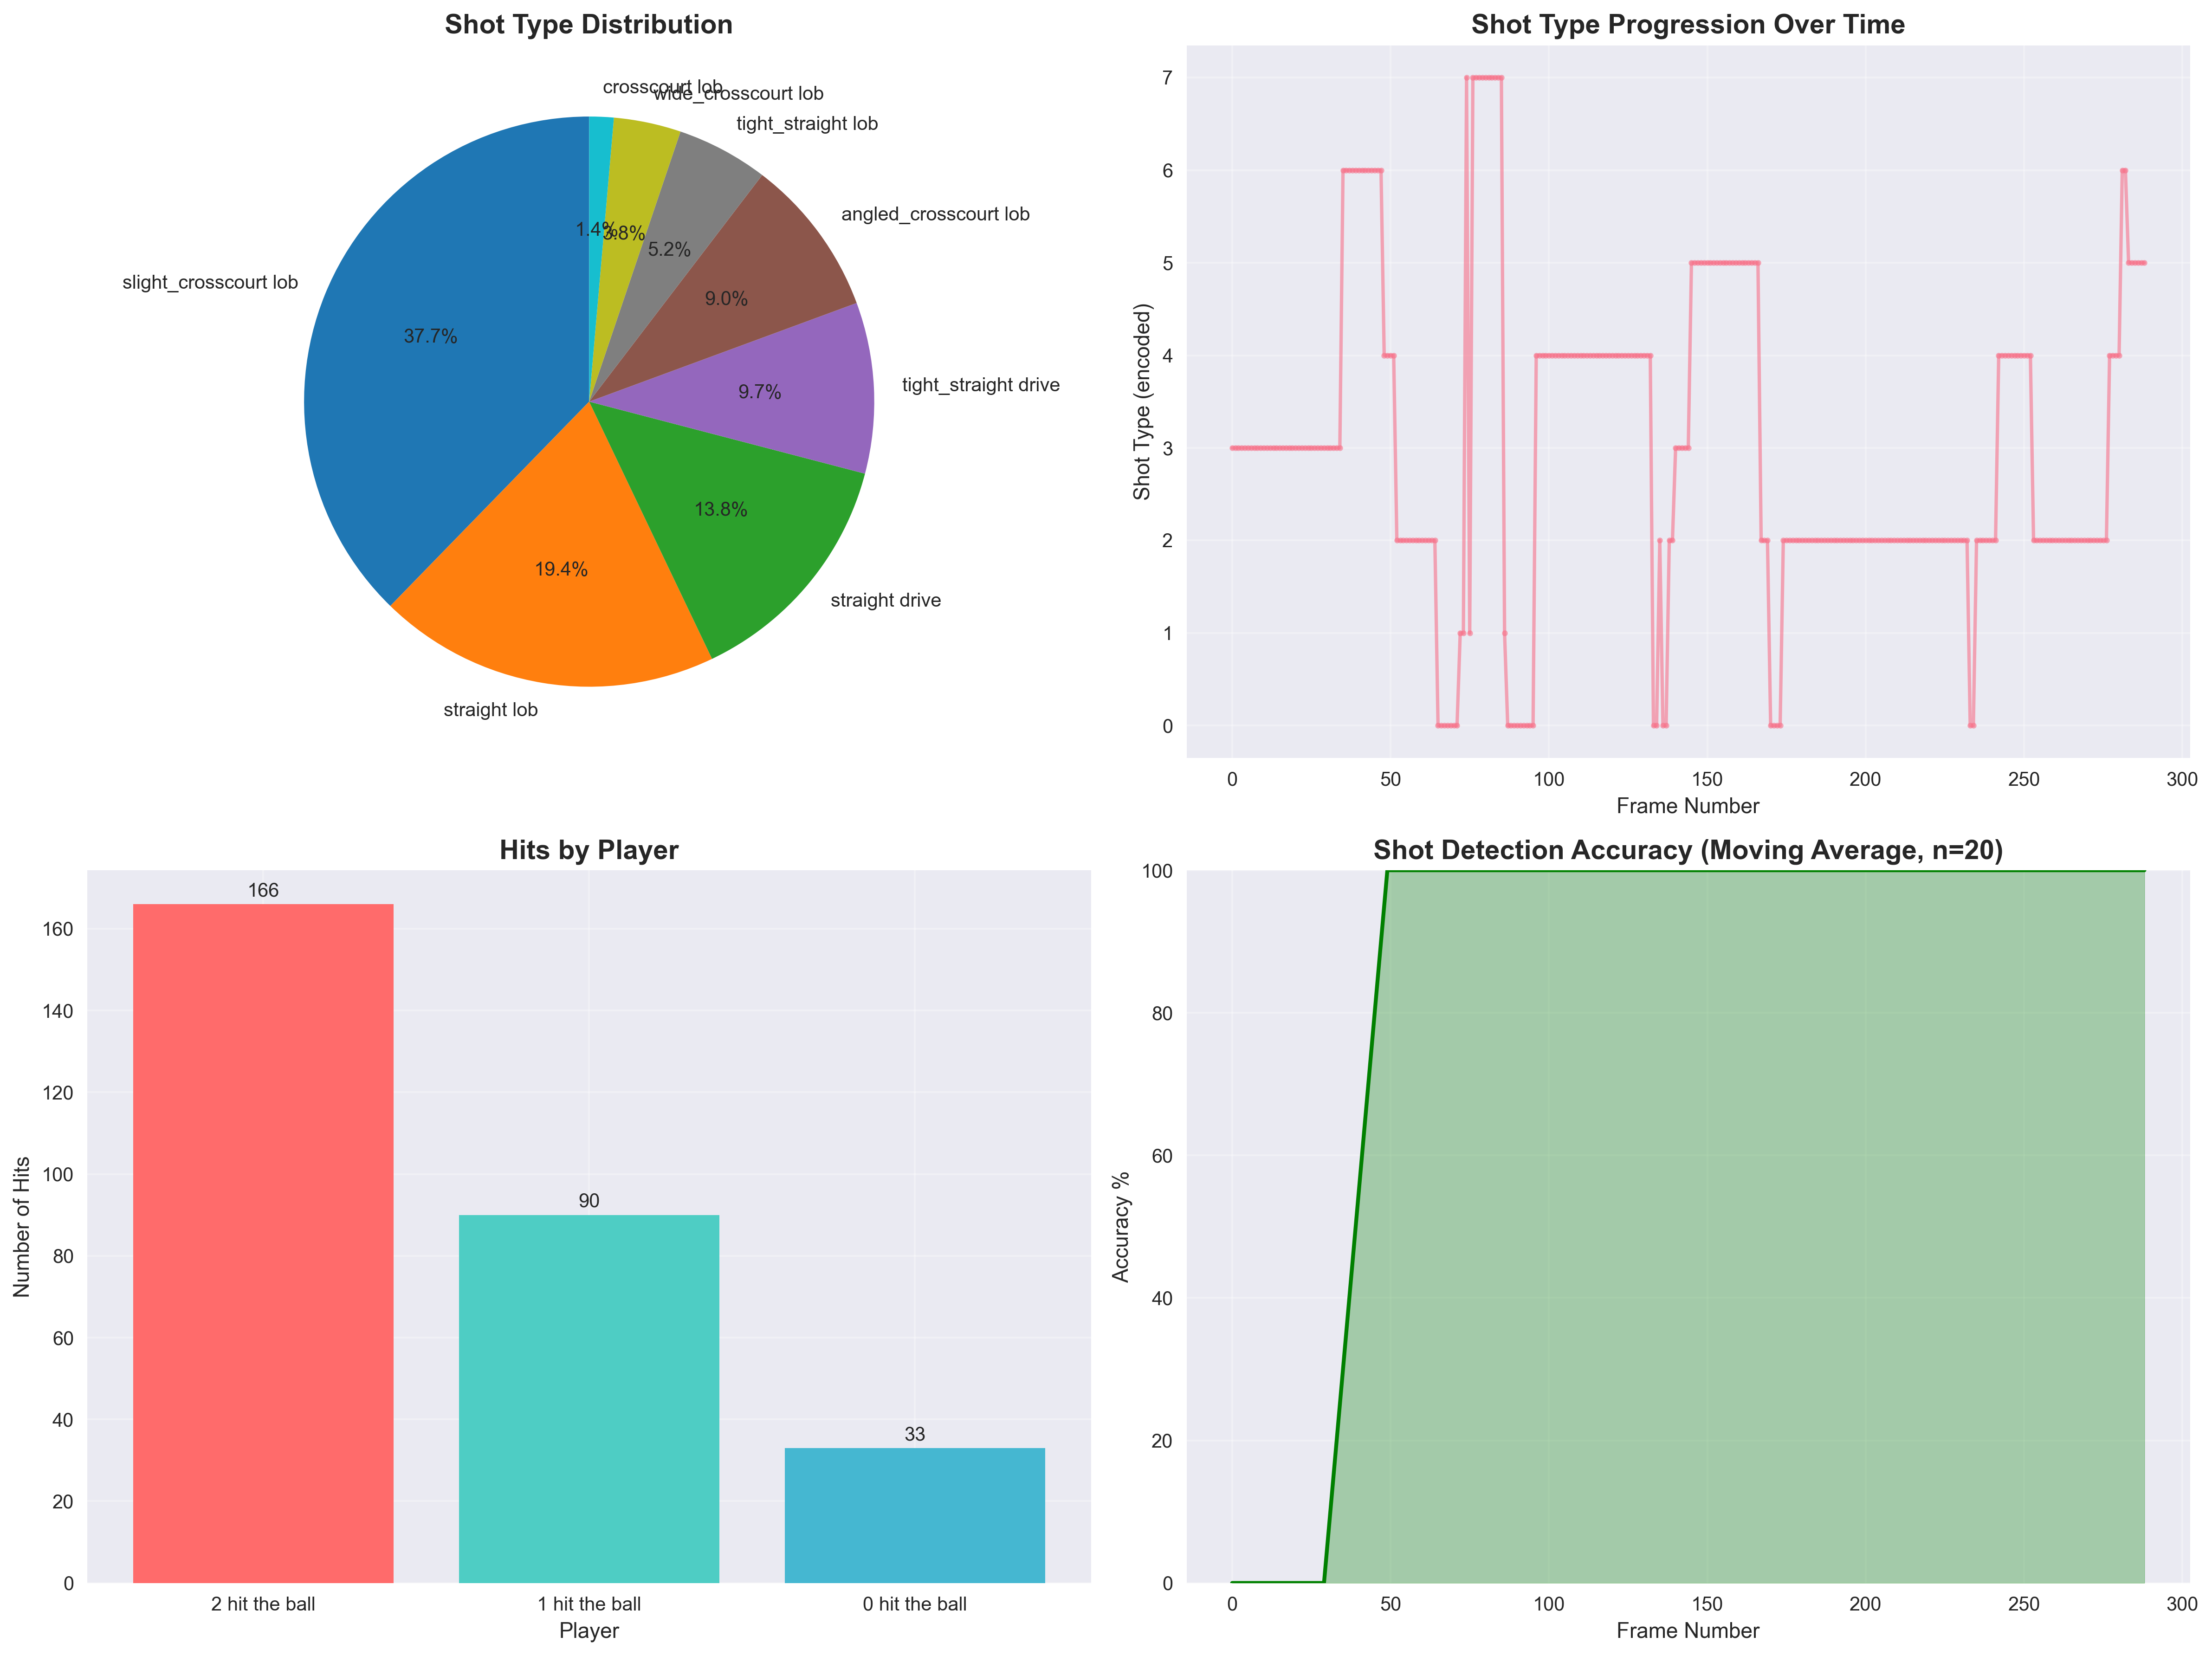 Shot Type Distribution
crosscourt lob
wide_crosscourt lob
tight_straight lob
angled_crosscourt lob
slight_crosscourt lob
tight_straight drive
straight drive
straight lob
1.4%
3.8%
5.2%
9.0%
37.7%
9.7%
13.8%
19.4%
Shot Type Progression Over Time
Shot Type (encoded)
7
6
5
4
3
2
1
0
0 50 100 150 200 250 300
Frame Number
Hits by Player
Number of Hits
160
140
120
100
80
60
40
20
0
166
90
33
2 hit the ball 1 hit the ball 0 hit the ball
Player
Shot Detection Accuracy (Moving Average, n=20)
Accuracy %
100
80
60
40
20
0
0 50 100 150 200 250 300
Frame Number